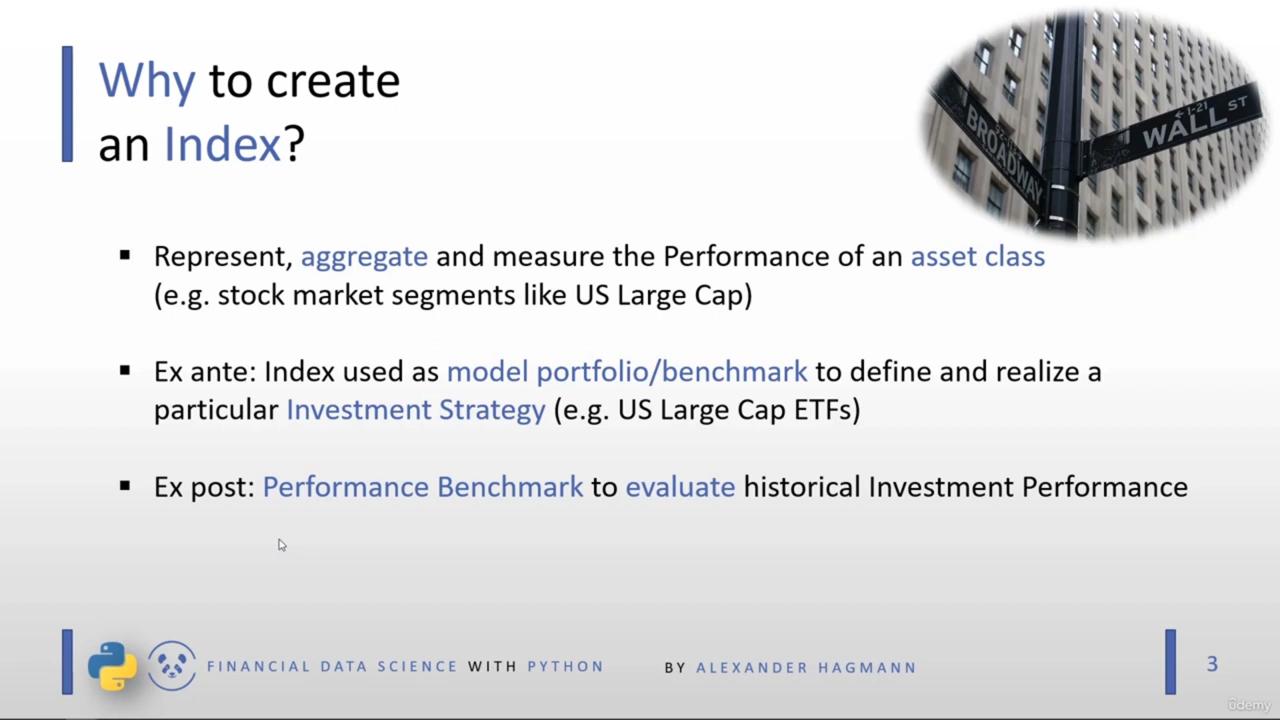 Why to create
an Index?
BROADWAY
1-21
WALL ST
▪ Represent, aggregate and measure the Performance of an asset class
(e.g. stock market segments like US Large Cap)
▪ Ex ante: Index used as model portfolio/benchmark to define and realize a
particular Investment Strategy (e.g. US Large Cap ETFs)
▪ Ex post: Performance Benchmark to evaluate historical Investment Performance
FINANCIAL DATA SCIENCE WITH PYTHON
BY ALEXANDER HAGMANN
3
ûdemy